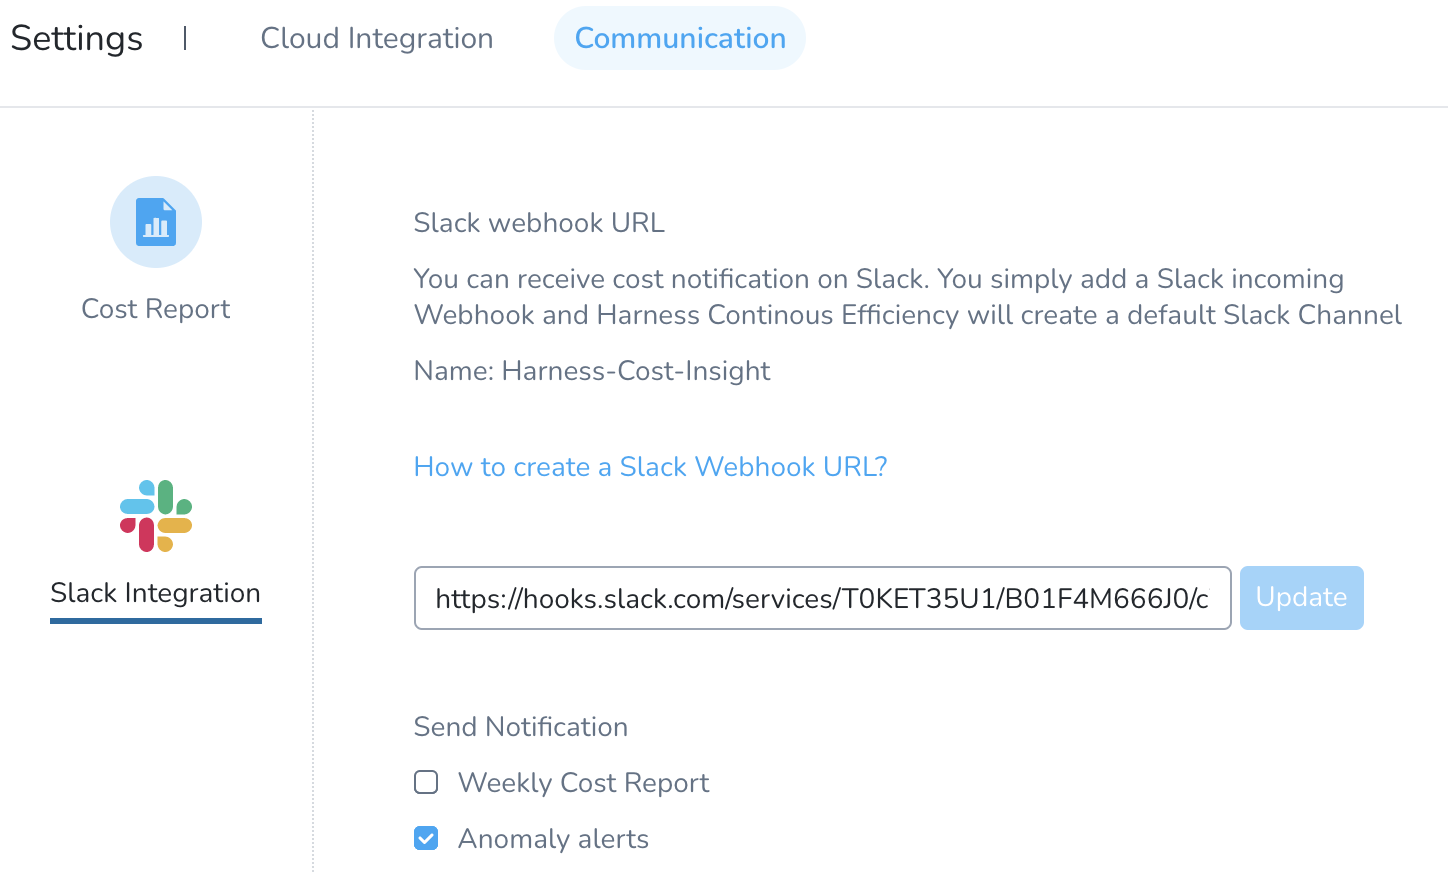 Settings | Cloud Integration Communication
Cost Report
Slack Integration
Slack webhook URL
You can receive cost notification on Slack. You simply add a Slack incoming
Webhook and Harness Continous Efficiency will create a default Slack Channel
Name: Harness-Cost-Insight
How to create a Slack Webhook URL?
https://hooks.slack.com/services/T0KET35U1/B01F4M666J0/c Update
Send Notification
Weekly Cost Report
Anomaly alerts